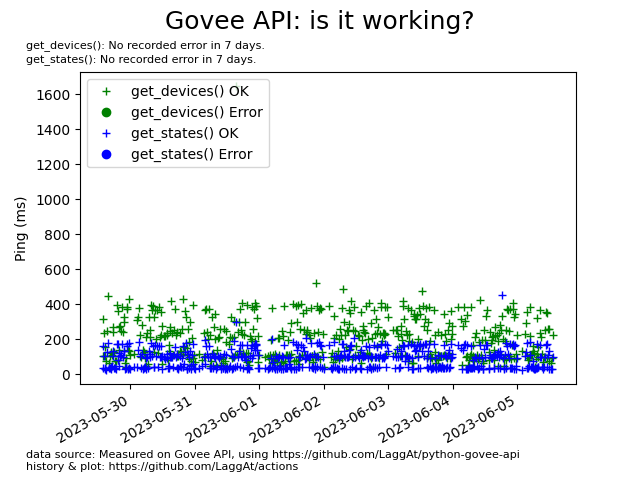 Govee API: is it working?
get_devices(): No recorded error in 7 days.
get_states(): No recorded error in 7 days.
get_devices() OK
get_devices() Error
get_states() OK
get_states() Error
Ping (ms)
1600
1400
1200
1000
800
600
400
200
0
2023-05-30
2023-05-31
2023-06-01
2023-06-02
2023-06-03
2023-06-04
2023-06-05
data source: Measured on Govee API, using https://github.com/LaggAt/python-govee-api
history & plot: https://github.com/LaggAt/actions